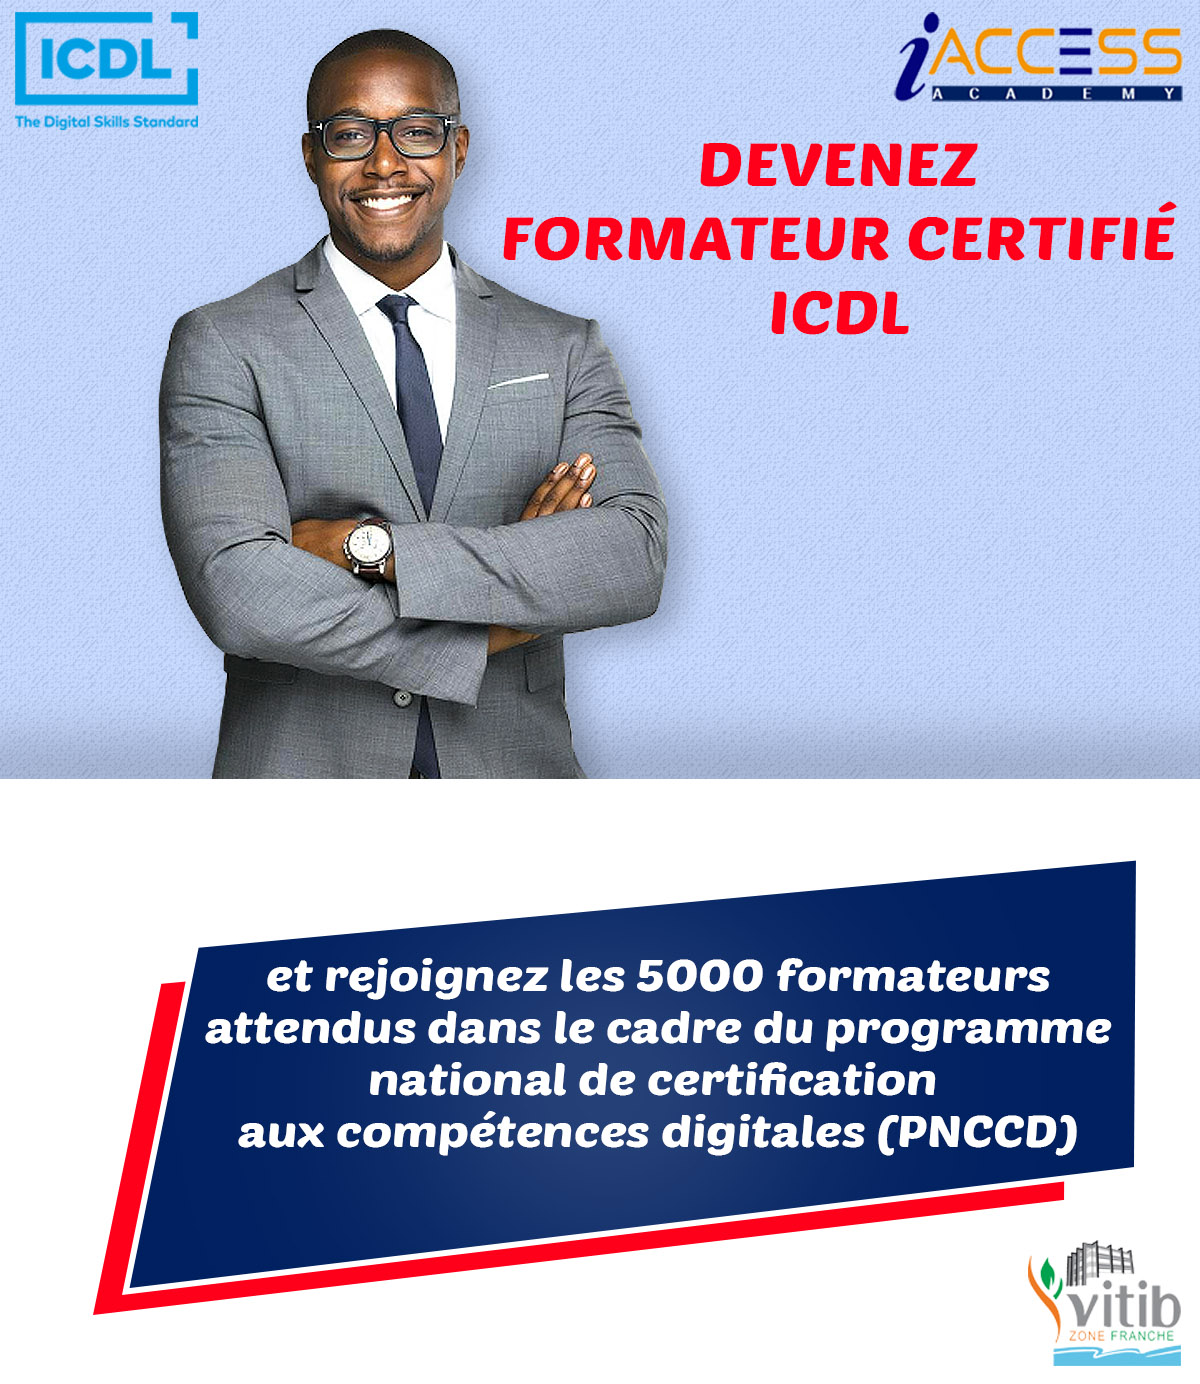 ICDL
The Digital Skills Standard
iACCESS
ACADEMY
DEVENEZ
FORMATEUR CERTIFIÉ
ICDL
et rejoignez les 5000 formateurs
attendus dans le cadre du programme
national de certification
aux compétences digitales (PNCCD)
vitib
ZONE FRANCHE